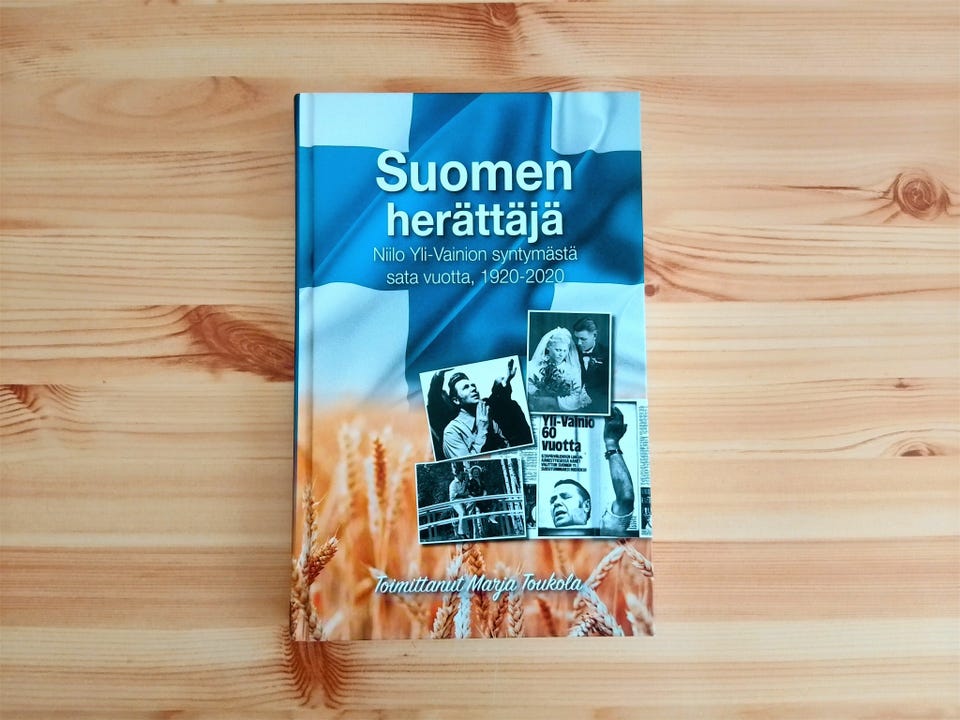 Suomen
herättäjä
Niilo Yli-Vainion syntymästä
sata vuotta, 1920-2020
Yli-Vainio
60
vuotta
Toimittanut Marja Toukola